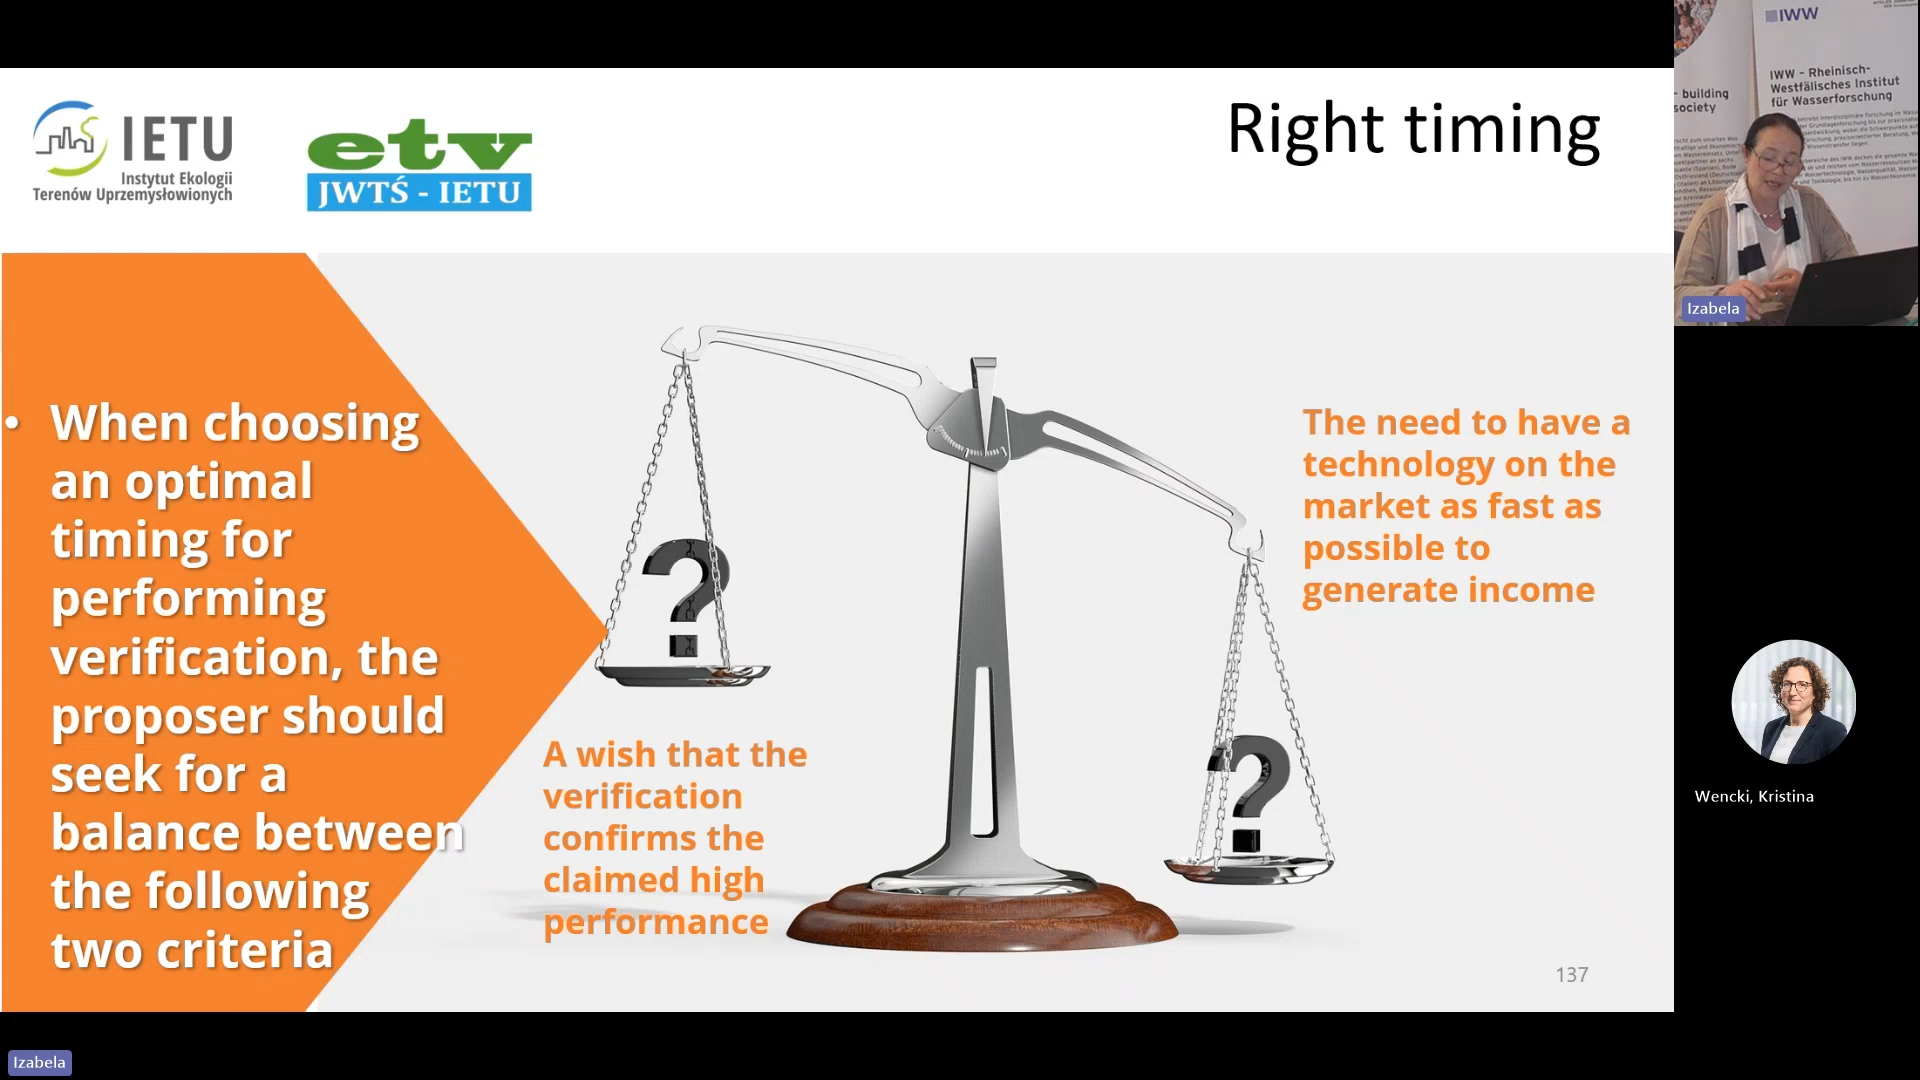 IETU
Instytut Ekologii
Terenów Uprzemysłowionych
etv
JWTŚ - IETU
Right timing
• When choosing
an optimal
timing for
performing
verification, the
proposer should
seek for a
balance between
the following
two criteria
A wish that the
verification
confirms the
claimed high
performance
The need to have a
technology on the
market as fast as
possible to
generate income
137
IWW
building
society
IWW - Rheinisch-
Westfälisches Institut
für Wasserforschung
Izabela
Wencki, Kristina
Izabela